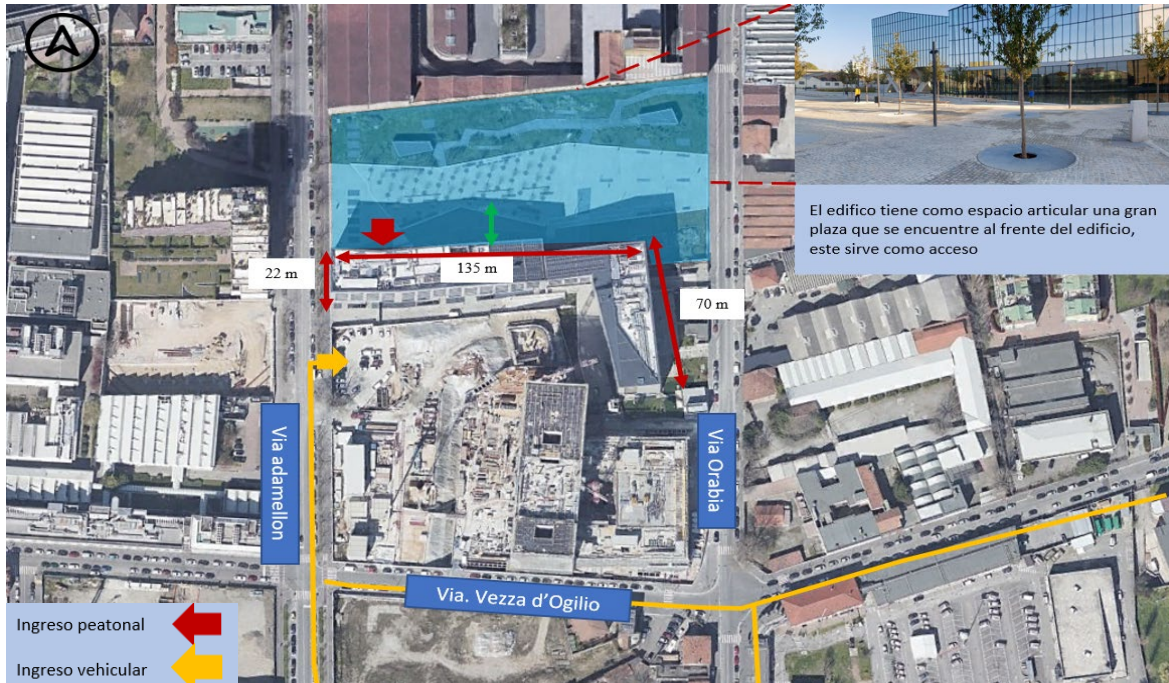 El edifico tiene como espacio articular una gran
plaza que se encuentre al frente del edificio,
este sirve como acceso
22 m
135 m
70 m
Via adamellon
Via Orabia
Via. Vezza d'Ogilio
Ingreso peatonal
Ingreso vehicular